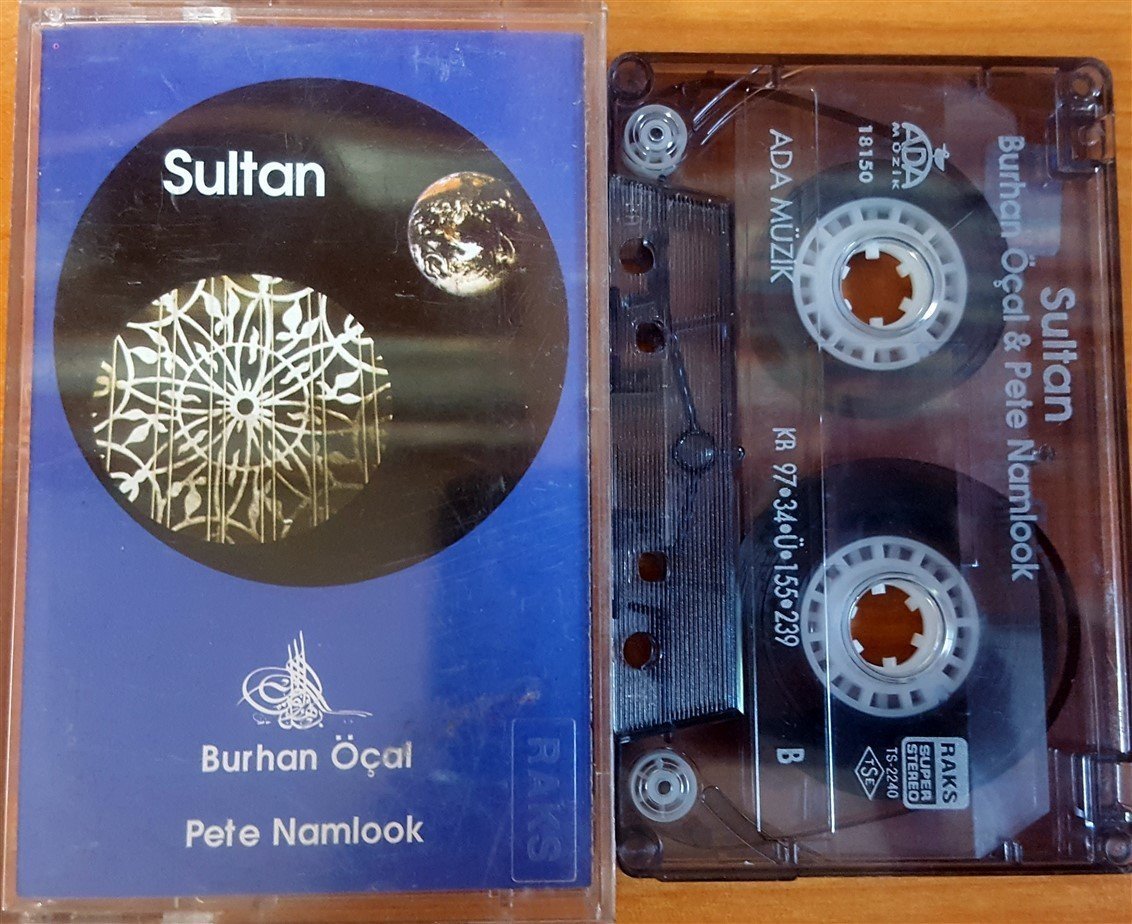 Sultan
Burhan Öçal
Pete Namlook
RAKS
Sultan
Burhan Öçal & Pete Namlook
ADA
MÜZİK
18150
ADA MÜZİK
KR 97•34•Ü•155•239
B
RAKS
SUPER
STEREO
TS-2240
TSE